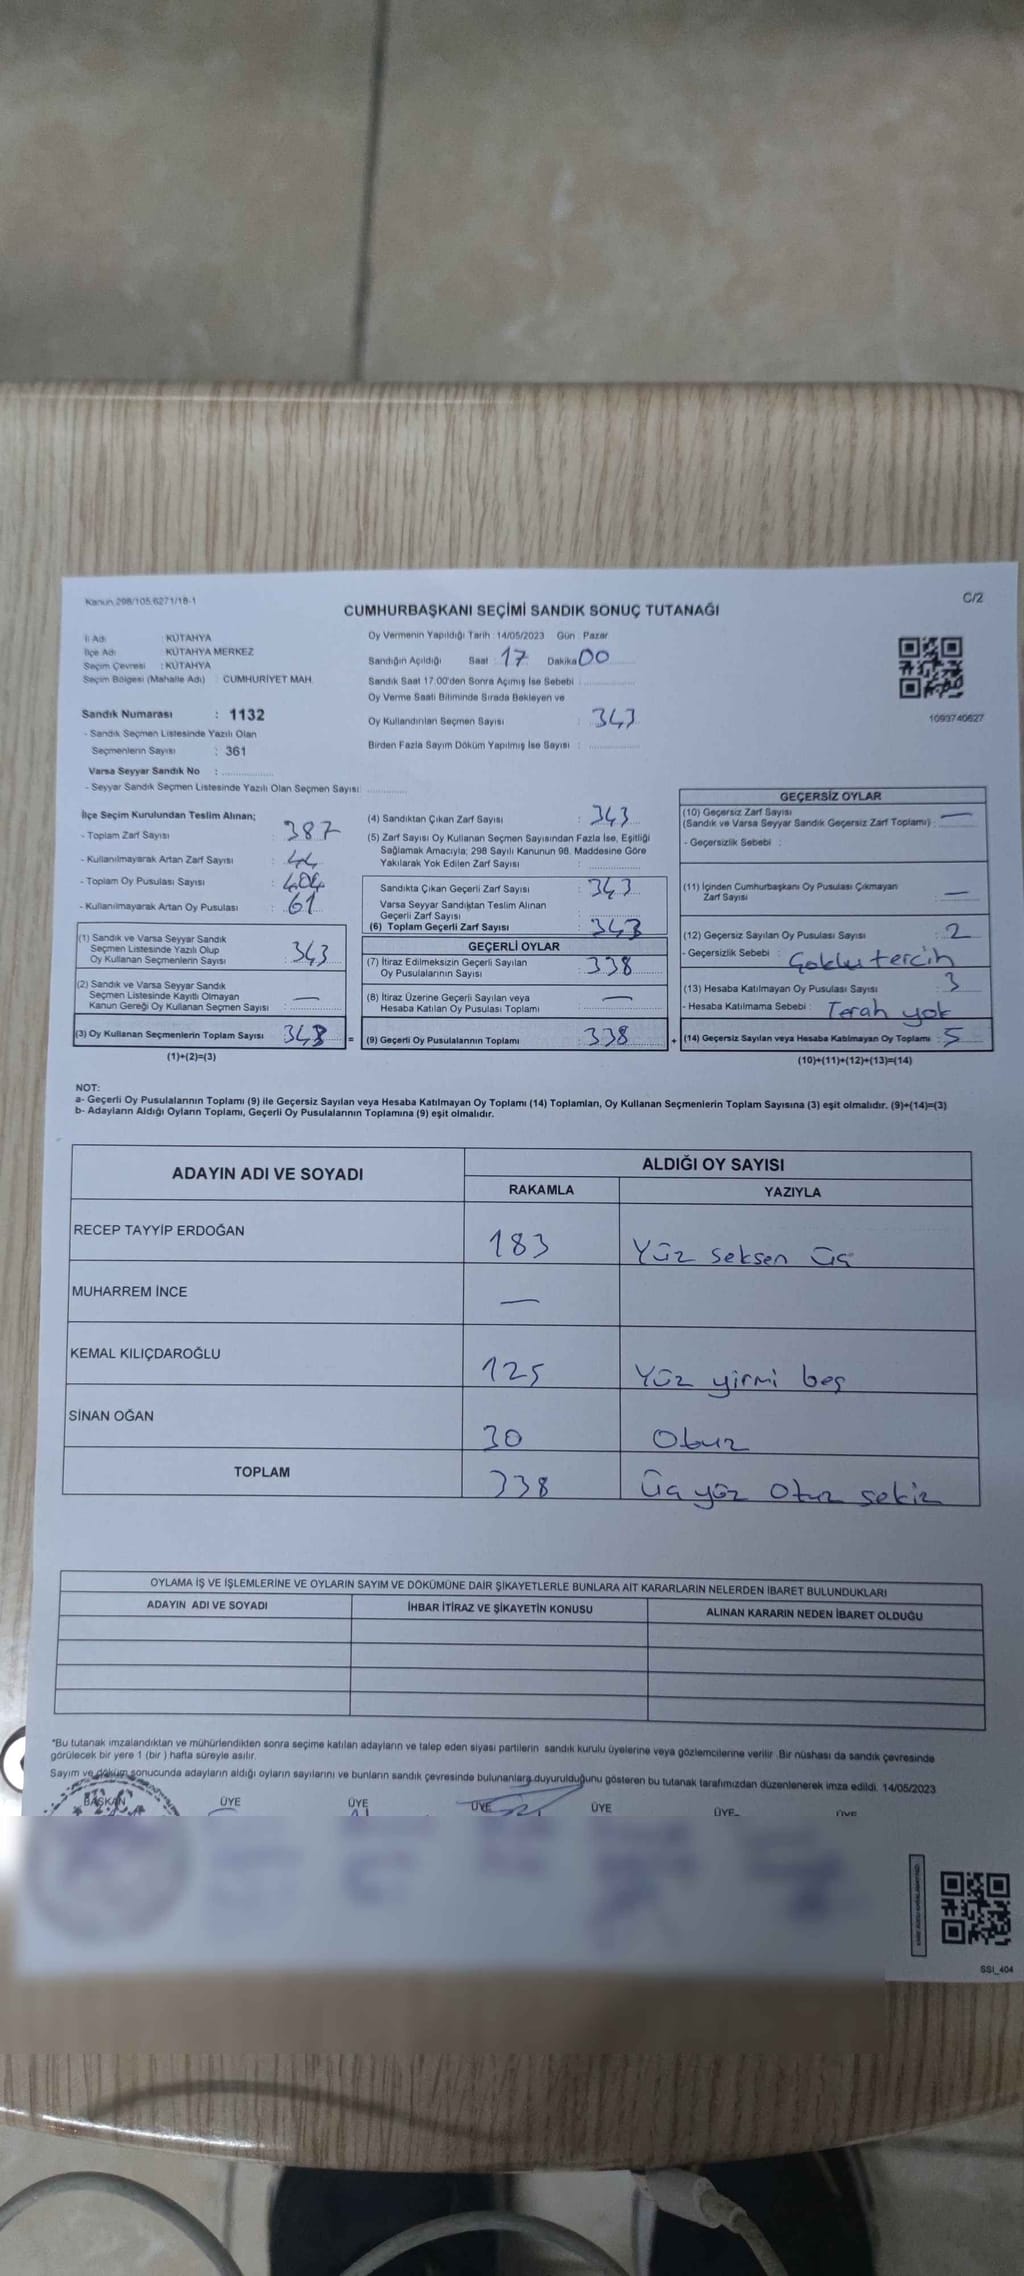 Kanun 298/105,6271/18-1
C/2
CUMHURBAŞKANI SEÇİMİ SANDIK SONUÇ TUTANAĞI
İl Adı : KÜTAHYA
İlçe Adı : KÜTAHYA MERKEZ
Seçim Çevresi : KÜTAHYA
Seçim Bölgesi (Mahalle Adı) : CUMHURİYET MAH.
Sandık Numarası : 1132
- Sandık Seçmen Listesinde Yazılı Olan
Seçmenlerin Sayısı : 361
Varsa Seyyar Sandık No :
- Seyyar Sandık Seçmen Listesinde Yazılı Olan Seçmen Sayısı:
Oy Vermenin Yapıldığı Tarih : 14/05/2023 Gün : Pazar
Sandığın Açıldığı Saat : 17 Dakika 00
Sandık Saat 17:00'den Sonra Açımış İse Sebebi :
Oy Verme Saati Bitiminde Sırada Bekleyen ve
Oy Kullandırılan Seçmen Sayısı : 343
Birden Fazla Sayım Döküm Yapılmış İse Sayısı :
1093740627
İlçe Seçim Kurulundan Teslim Alınan;
- Toplam Zarf Sayısı : 387
- Kullanılmayarak Artan Zarf Sayısı : 44
- Toplam Oy Pusulası Sayısı : 404
- Kullanılmayarak Artan Oy Pusulası : 61
(1) Sandık ve Varsa Seyyar Sandık
Seçmen Listesinde Yazılı Olup
Oy Kullanan Seçmenlerin Sayısı : 343
(2) Sandık ve Varsa Seyyar Sandık
Seçmen Listesinde Kayıtlı Olmayan
Kanun Gereği Oy Kullanan Seçmen Sayısı : —
(3) Oy Kullanan Seçmenlerin Toplam Sayısı : 343 =
(1)+(2)=(3)
(4) Sandıktan Çıkan Zarf Sayısı : 343
(5) Zarf Sayısı Oy Kullanan Seçmen Sayısından Fazla İse, Eşitliği
Sağlamak Amacıyla; 298 Sayılı Kanunun 98. Maddesine Göre
Yakılarak Yok Edilen Zarf Sayısı :
Sandıkta Çıkan Geçerli Zarf Sayısı : 343
Varsa Seyyar Sandıktan Teslim Alınan
Geçerli Zarf Sayısı :
(6) Toplam Geçerli Zarf Sayısı : 343
GEÇERLİ OYLAR
(7) İtiraz Edilmeksizin Geçerli Sayılan
Oy Pusulalarının Sayısı : 338
(8) İtiraz Üzerine Geçerli Sayılan veya
Hesaba Katılan Oy Pusulası Toplamı : —
(9) Geçerli Oy Pusulalarının Toplamı : 338 +
GEÇERSİZ OYLAR
(10) Geçersiz Zarf Sayısı
(Sandık ve Varsa Seyyar Sandık Geçersiz Zarf Toplamı) : —
- Geçersizlik Sebebi :
(11) İçinden Cumhurbaşkanı Oy Pusulası Çıkmayan
Zarf Sayısı : —
(12) Geçersiz Sayılan Oy Pusulası Sayısı : 2
- Geçersizlik Sebebi : Çoklu tercih
(13) Hesaba Katılmayan Oy Pusulası Sayısı : 3
- Hesaba Katılmama Sebebi : Terah yok
(14) Geçersiz Sayılan veya Hesaba Katılmayan Oy Toplamı : 5
(10)+(11)+(12)+(13)=(14)
NOT:
a- Geçerli Oy Pusulalarının Toplamı (9) ile Geçersiz Sayılan veya Hesaba Katılmayan Oy Toplamı (14) Toplamları, Oy Kullanan Seçmenlerin Toplam Sayısına (3) eşit olmalıdır. (9)+(14)=(3)
b- Adayların Aldığı Oyların Toplamı, Geçerli Oy Pusulalarının Toplamına (9) eşit olmalıdır.
ADAYIN ADI VE SOYADI
ALDIĞI OY SAYISI
RAKAMLA YAZIYLA
RECEP TAYYİP ERDOĞAN 183 Yüz seksen üç
MUHARREM İNCE —
KEMAL KILIÇDAROĞLU 125 Yüz yirmi beş
SİNAN OĞAN 30 Otuz
TOPLAM 338 Üçyüz Otuz sekiz
OYLAMA İŞ VE İŞLEMLERİNE VE OYLARIN SAYIM VE DÖKÜMÜNE DAİR ŞİKAYETLERLE BUNLARA AİT KARARLARIN NELERDEN İBARET BULUNDUKLARI
ADAYIN ADI VE SOYADI İHBAR İTİRAZ VE ŞİKAYETİN KONUSU ALINAN KARARIN NEDEN İBARET OLDUĞU
*Bu tutanak imzalandıktan ve mühürlendikten sonra seçime katılan adayların ve talep eden siyasi partilerin sandık kurulu üyelerine veya gözlemcilerine verilir. Bir nüshası da sandık çevresinde
görülecek bir yere 1 (bir ) hafta süreyle asılır.
Sayım ve döküm sonucunda adayların aldığı oyların sayılarını ve bunların sandık çevresinde bulunanlara duyurulduğunu gösteren bu tutanak tarafımızdan düzenlenerek imza edildi. 14/05/2023
BAŞKAN ÜYE ÜYE ÜYE ÜYE ÜYE ÜYE
SSI_404